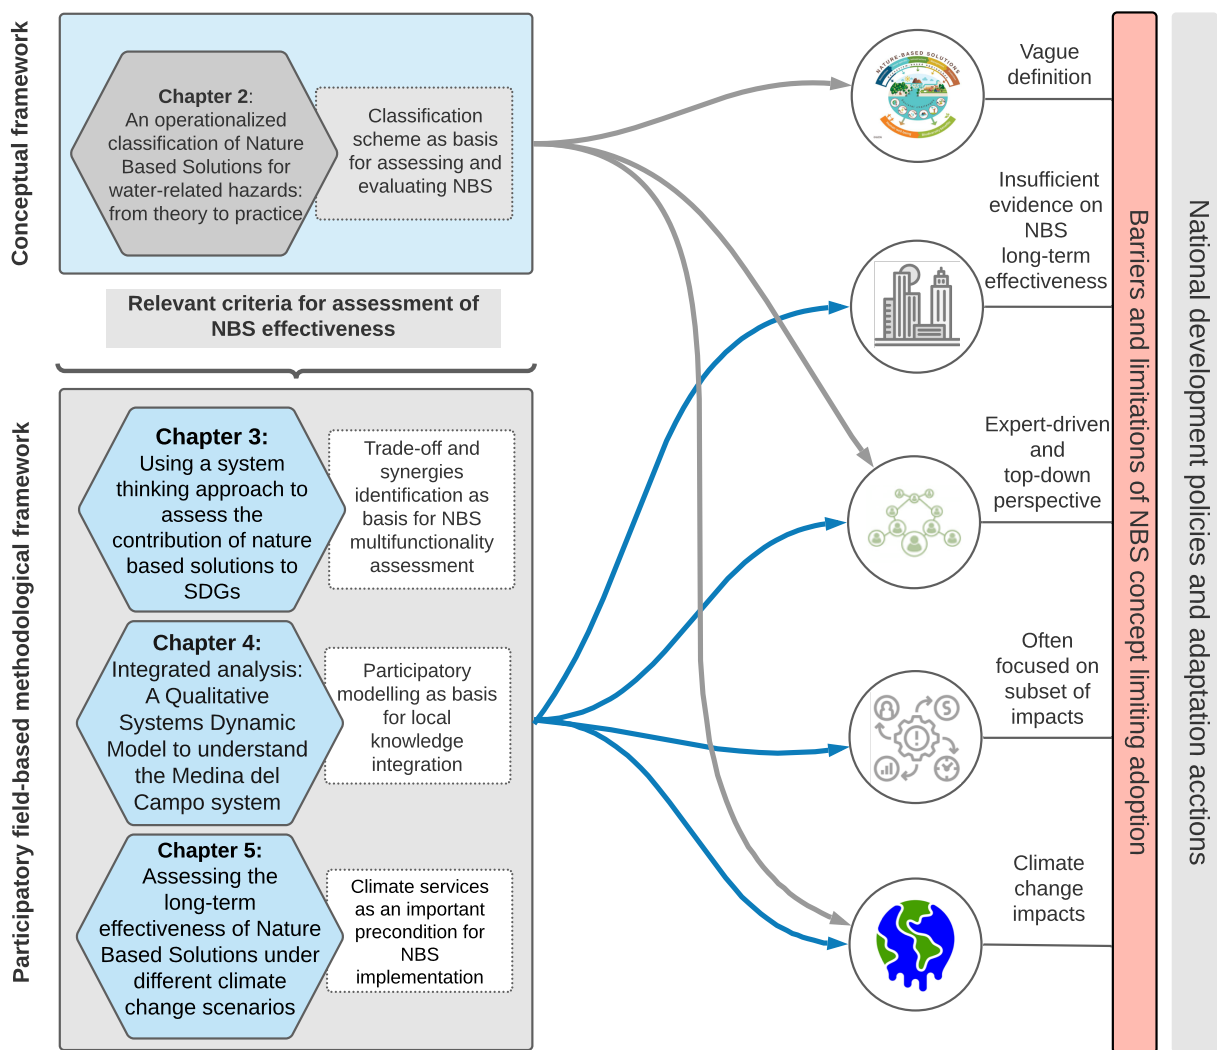 Conceptual framework
Chapter 2:
An operationalized
classification of Nature
Based Solutions for
water-related hazards:
from theory to practice
Classification
scheme as basis
for assessing and
evaluating NBS
Relevant criteria for assessment of
NBS effectiveness
Participatory field-based methodological framework
Chapter 3:
Using a system
thinking approach to
assess the
contribution of nature
based solutions to
SDGs
Trade-off and
synergies
identification as
basis for NBS
multifunctionality
assessment
Chapter 4:
Integrated analysis:
A Qualitative
Systems Dynamic
Model to understand
the Medina del
Campo system
Participatory
modelling as basis
for local
knowledge
integration
Chapter 5:
Assessing the
long-term
effectiveness of Nature
Based Solutions under
different climate
change scenarios
Climate services
as an important
precondition for
NBS
implementation
NATURE-BASED SOLUTIONS
Vague
definition
Insufficient
evidence on
NBS
long-term
effectiveness
Expert-driven
and
top-down
perspective
Often
focused on
subset of
impacts
Climate
change
impacts
Barriers and limitations of NBS concept limiting adoption
National development policies and adaptation acctions